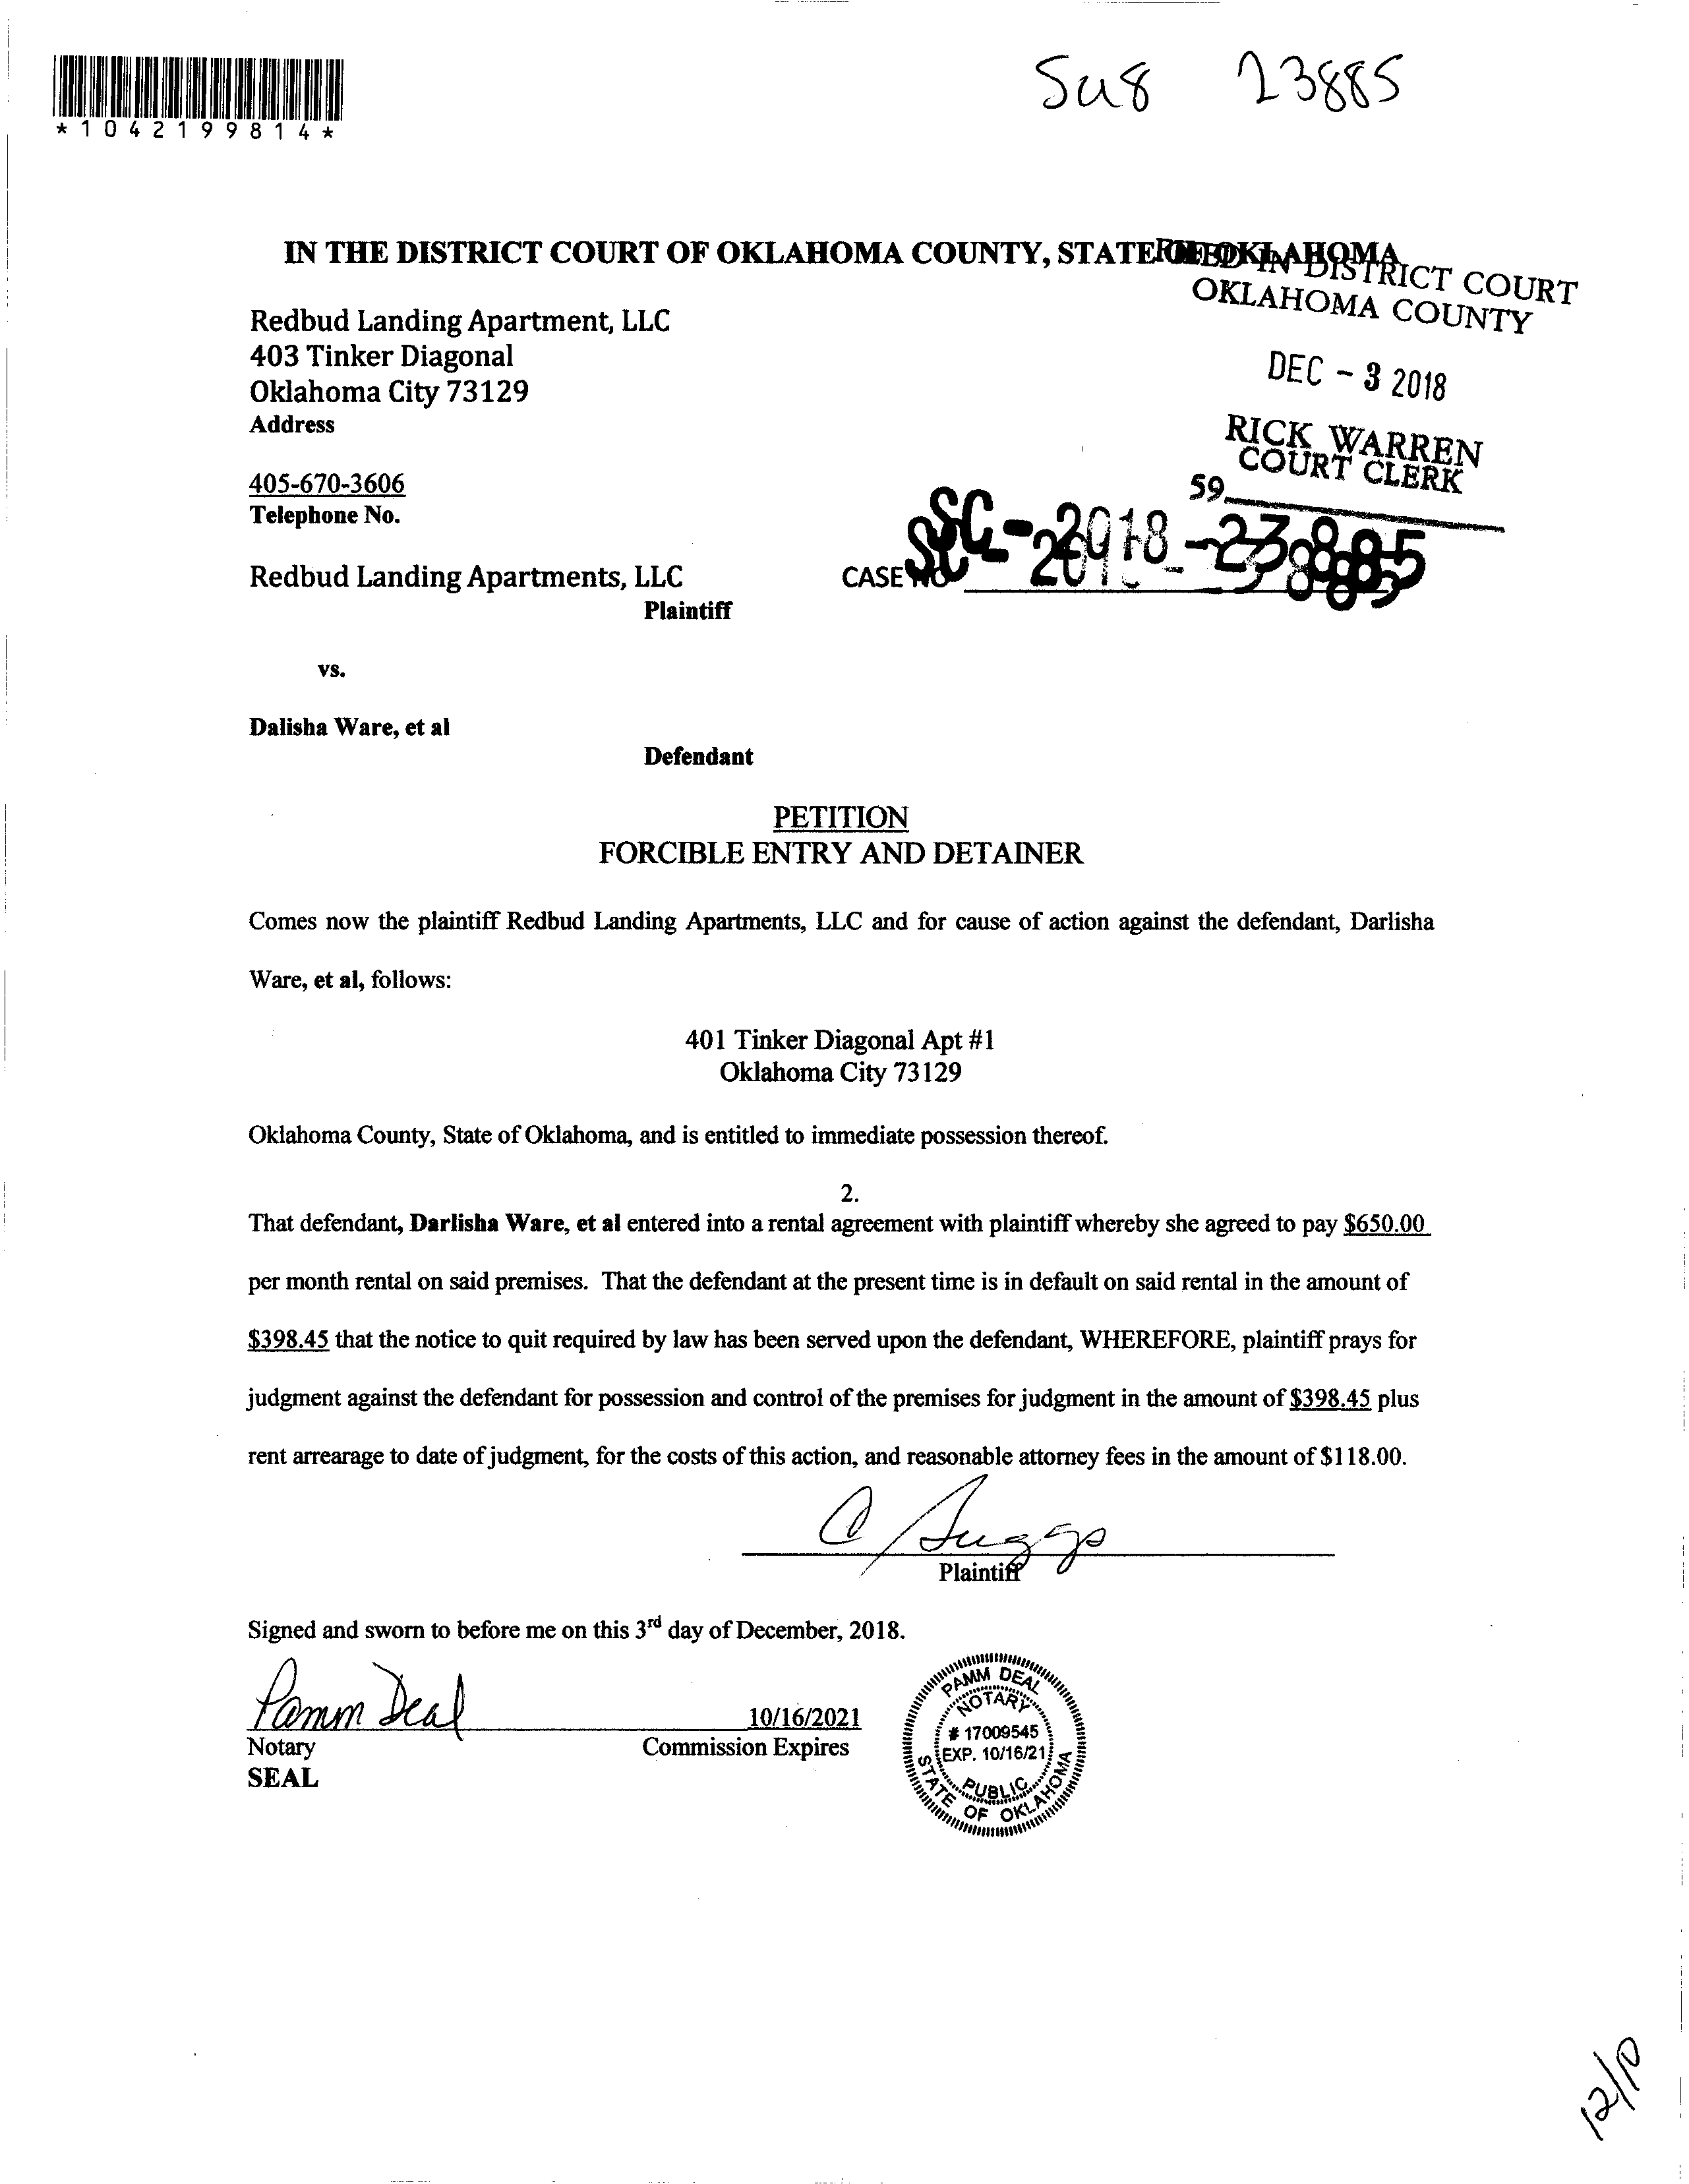 Su8 23885
*1042199814*
IN THE DISTRICT COURT OF OKLAHOMA COUNTY, STATE OF OKLAHOMA
FILED IN DISTRICT COURT
OKLAHOMA COUNTY
Redbud Landing Apartment, LLC
403 Tinker Diagonal
Oklahoma City 73129
Address
DEC - 3 2018
RICK WARREN
COURT CLERK
405-670-3606
Telephone No.
59
SC-2018-23885
Redbud Landing Apartments, LLC
CASE NO
Plaintiff
vs.
Dalisha Ware, et al
Defendant
PETITION
FORCIBLE ENTRY AND DETAINER
Comes now the plaintiff Redbud Landing Apartments, LLC and for cause of action against the defendant, Darlisha
Ware, et al, follows:
401 Tinker Diagonal Apt #1
Oklahoma City 73129
Oklahoma County, State of Oklahoma, and is entitled to immediate possession thereof.
2.
That defendant, Darlisha Ware, et al entered into a rental agreement with plaintiff whereby she agreed to pay $650.00
per month rental on said premises. That the defendant at the present time is in default on said rental in the amount of
$398.45 that the notice to quit required by law has been served upon the defendant, WHEREFORE, plaintiff prays for
judgment against the defendant for possession and control of the premises for judgment in the amount of $398.45 plus
rent arrearage to date of judgment, for the costs of this action, and reasonable attorney fees in the amount of $118.00.
C Suggs
Plaintiff
Signed and sworn to before me on this 3rd day of December, 2018.
Pamm Deal
10/16/2021
Notary
Commission Expires
SEAL
PAMM DEAL
NOTARY
# 17009545
EXP. 10/16/21
PUBLIC
STATE OF OKLAHOMA
12/10